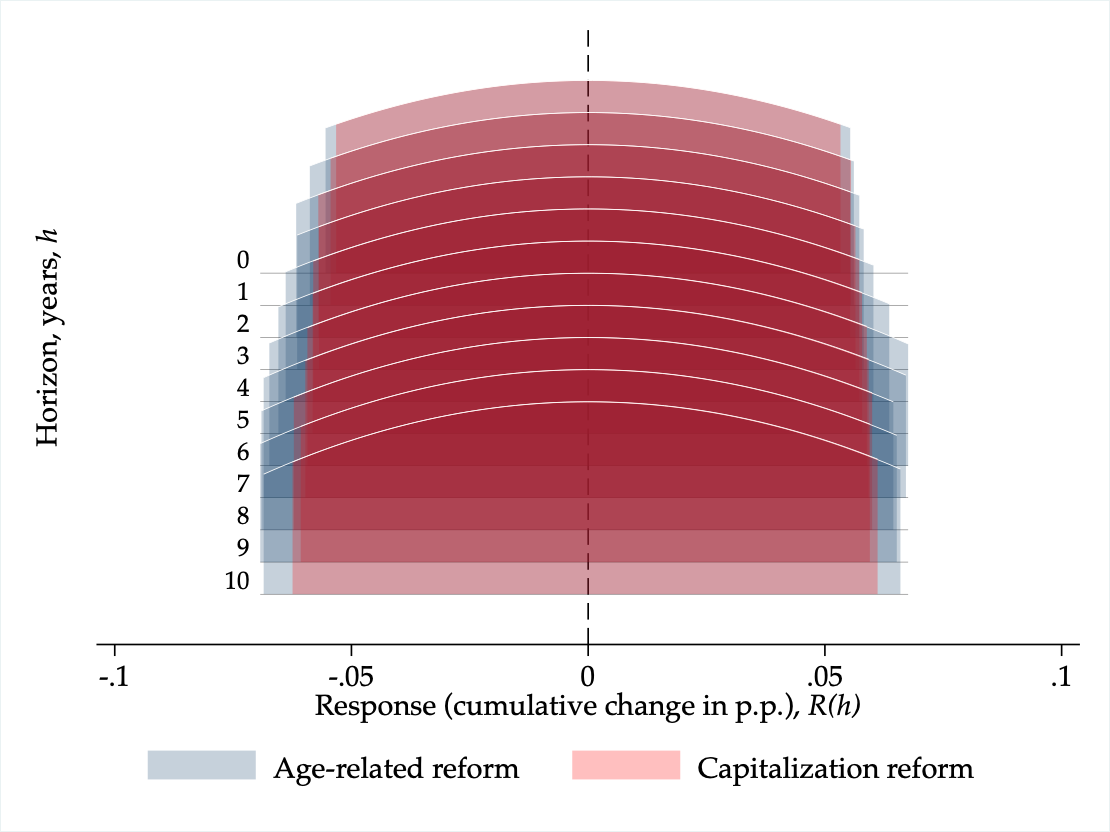 Horizon, years, h
0
1
2
3
4
5
6
7
8
9
10
-.1 -.05 0 .05 .1
Response (cumulative change in p.p.), R(h)
Age-related reform Capitalization reform